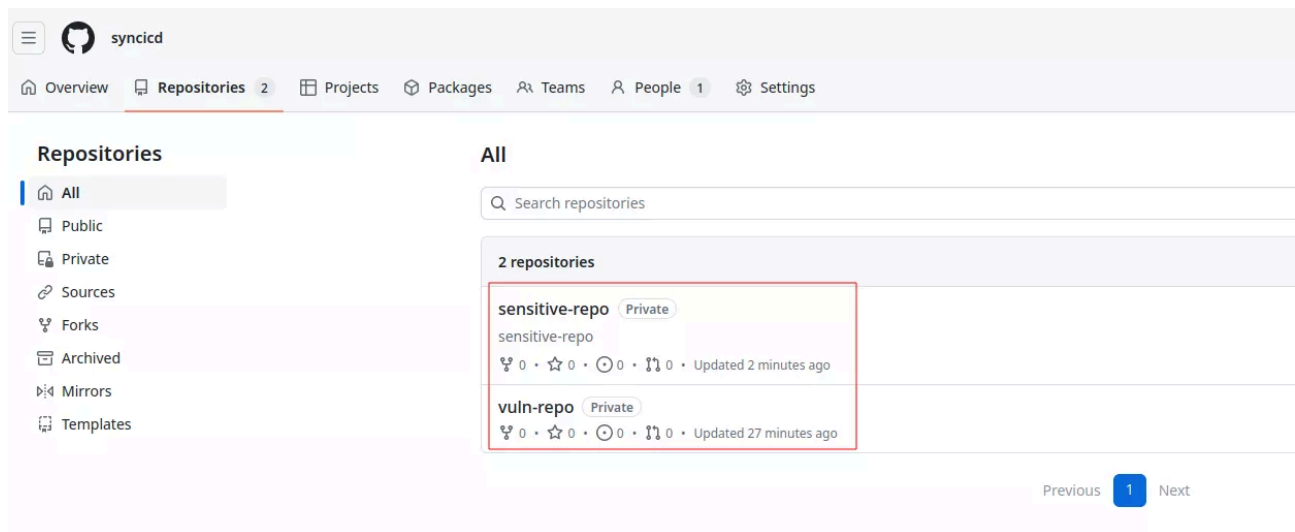 syncicd
Overview Repositories 2 Projects Packages Teams People 1 Settings
Repositories
All
Public
Private
Sources
Forks
Archived
Mirrors
Templates
All
Search repositories
2 repositories
sensitive-repo Private
sensitive-repo
0 • 0 • 0 • 0 • Updated 2 minutes ago
vuln-repo Private
0 • 0 • 0 • 0 • Updated 27 minutes ago
Previous 1 Next